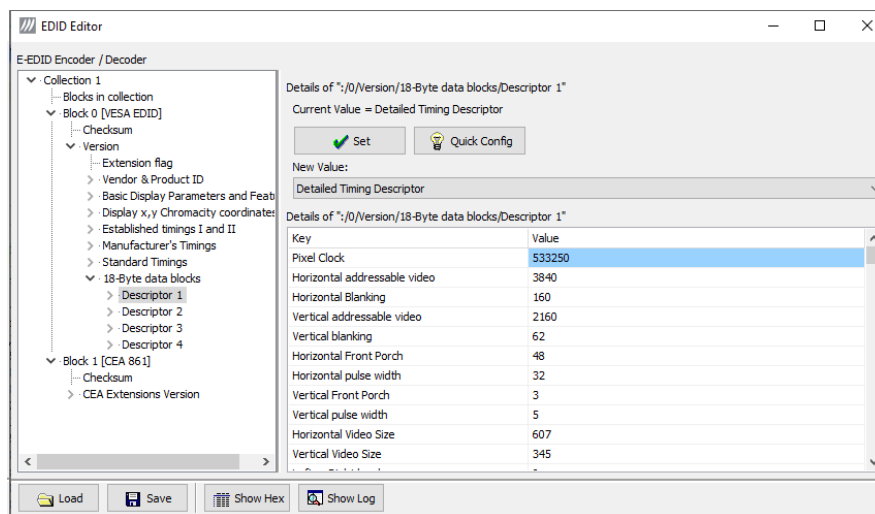 EDID Editor
E-EDID Encoder / Decoder
Collection 1
Blocks in collection
Block 0 [VESA EDID]
Checksum
Version
Extension flag
Vendor & Product ID
Basic Display Parameters and Feat
Display x,y Chromacity coordinates
Established timings I and II
Manufacturer's Timings
Standard Timings
18-Byte data blocks
Descriptor 1
Descriptor 2
Descriptor 3
Descriptor 4
Block 1 [CEA 861]
Checksum
CEA Extensions Version
Details of ":/0/Version/18-Byte data blocks/Descriptor 1"
Current Value = Detailed Timing Descriptor
Set Quick Config
New Value:
Detailed Timing Descriptor
Details of ":/0/Version/18-Byte data blocks/Descriptor 1"
Key Value
Pixel Clock 533250
Horizontal addressable video 3840
Horizontal Blanking 160
Vertical addressable video 2160
Vertical blanking 62
Horizontal Front Porch 48
Horizontal pulse width 32
Vertical Front Porch 3
Vertical pulse width 5
Horizontal Video Size 607
Vertical Video Size 345
Load Save Show Hex Show Log